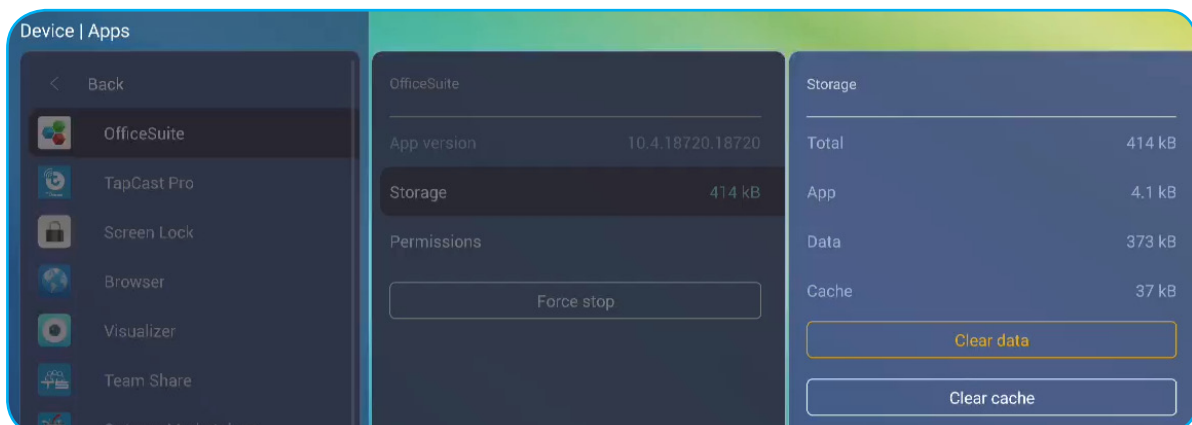 Device | Apps
Back
OfficeSuite
TapCast Pro
Screen Lock
Browser
Visualizer
Team Share
OfficeSuite
App version 10.4.18720.18720
Storage 414 kB
Permissions
Force stop
Storage
Total 414 kB
App 4.1 kB
Data 373 kB
Cache 37 kB
Clear data
Clear cache